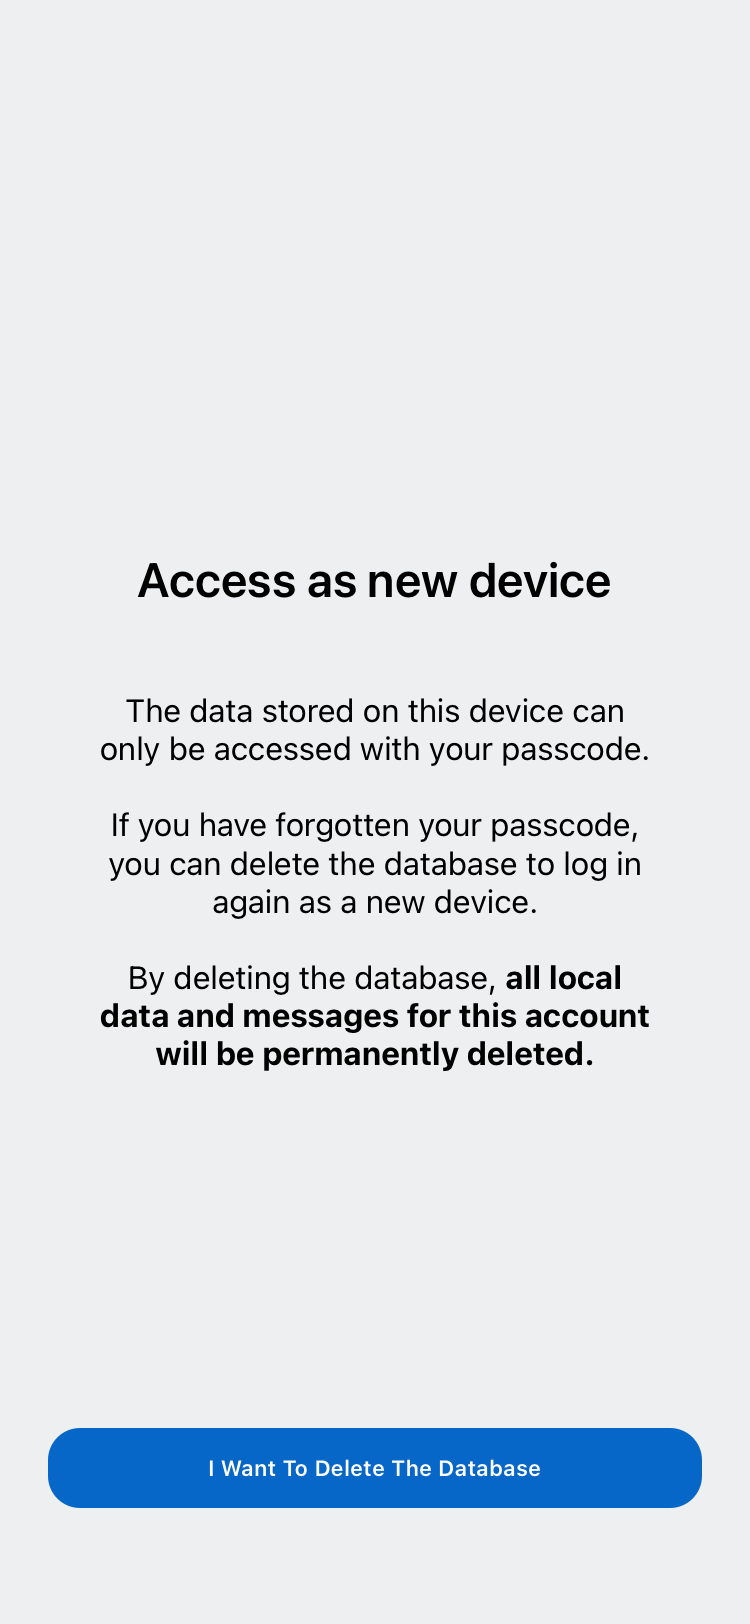 Access as new device
The data stored on this device can
only be accessed with your passcode.
If you have forgotten your passcode,
you can delete the database to log in
again as a new device.
By deleting the database, all local
data and messages for this account
will be permanently deleted.
I Want To Delete The Database